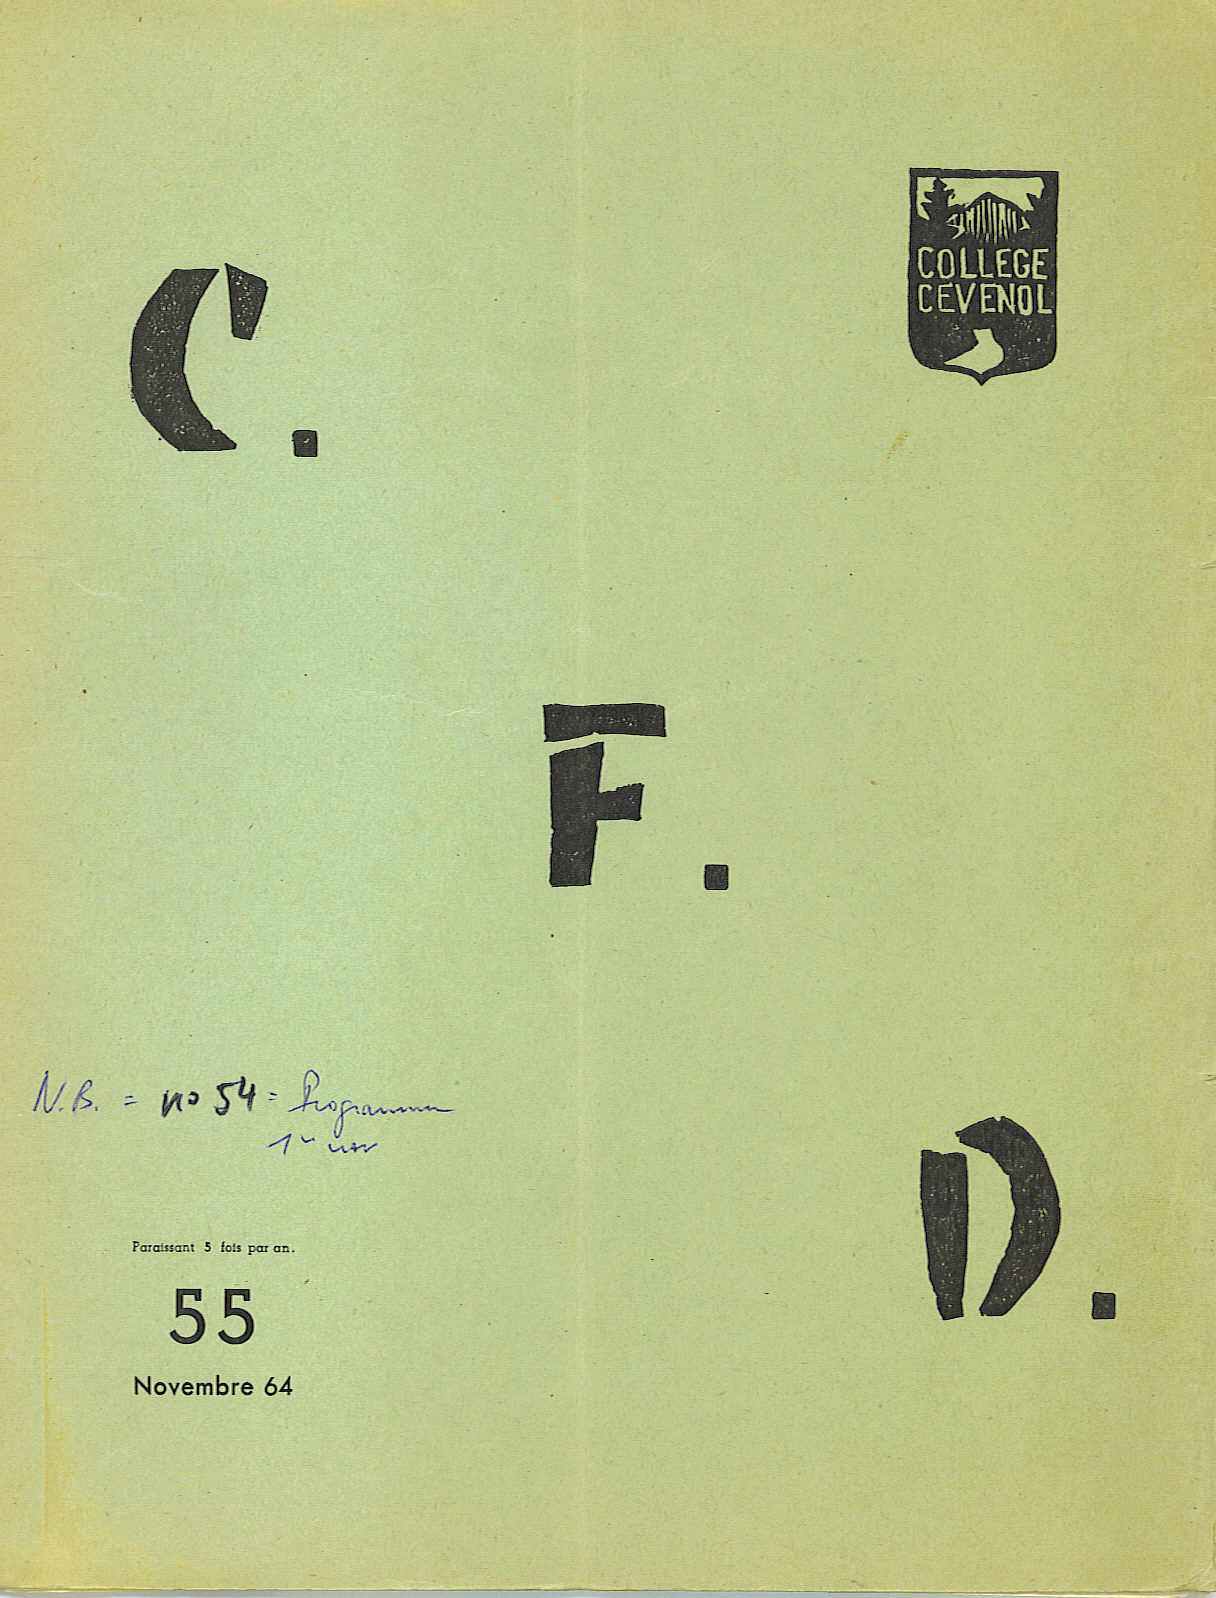 COLLEGE
CEVENOL
C.
F.
D.
N.B. = no 54 = Programme
Paraissant 5 fois par an.
55
Novembre 64